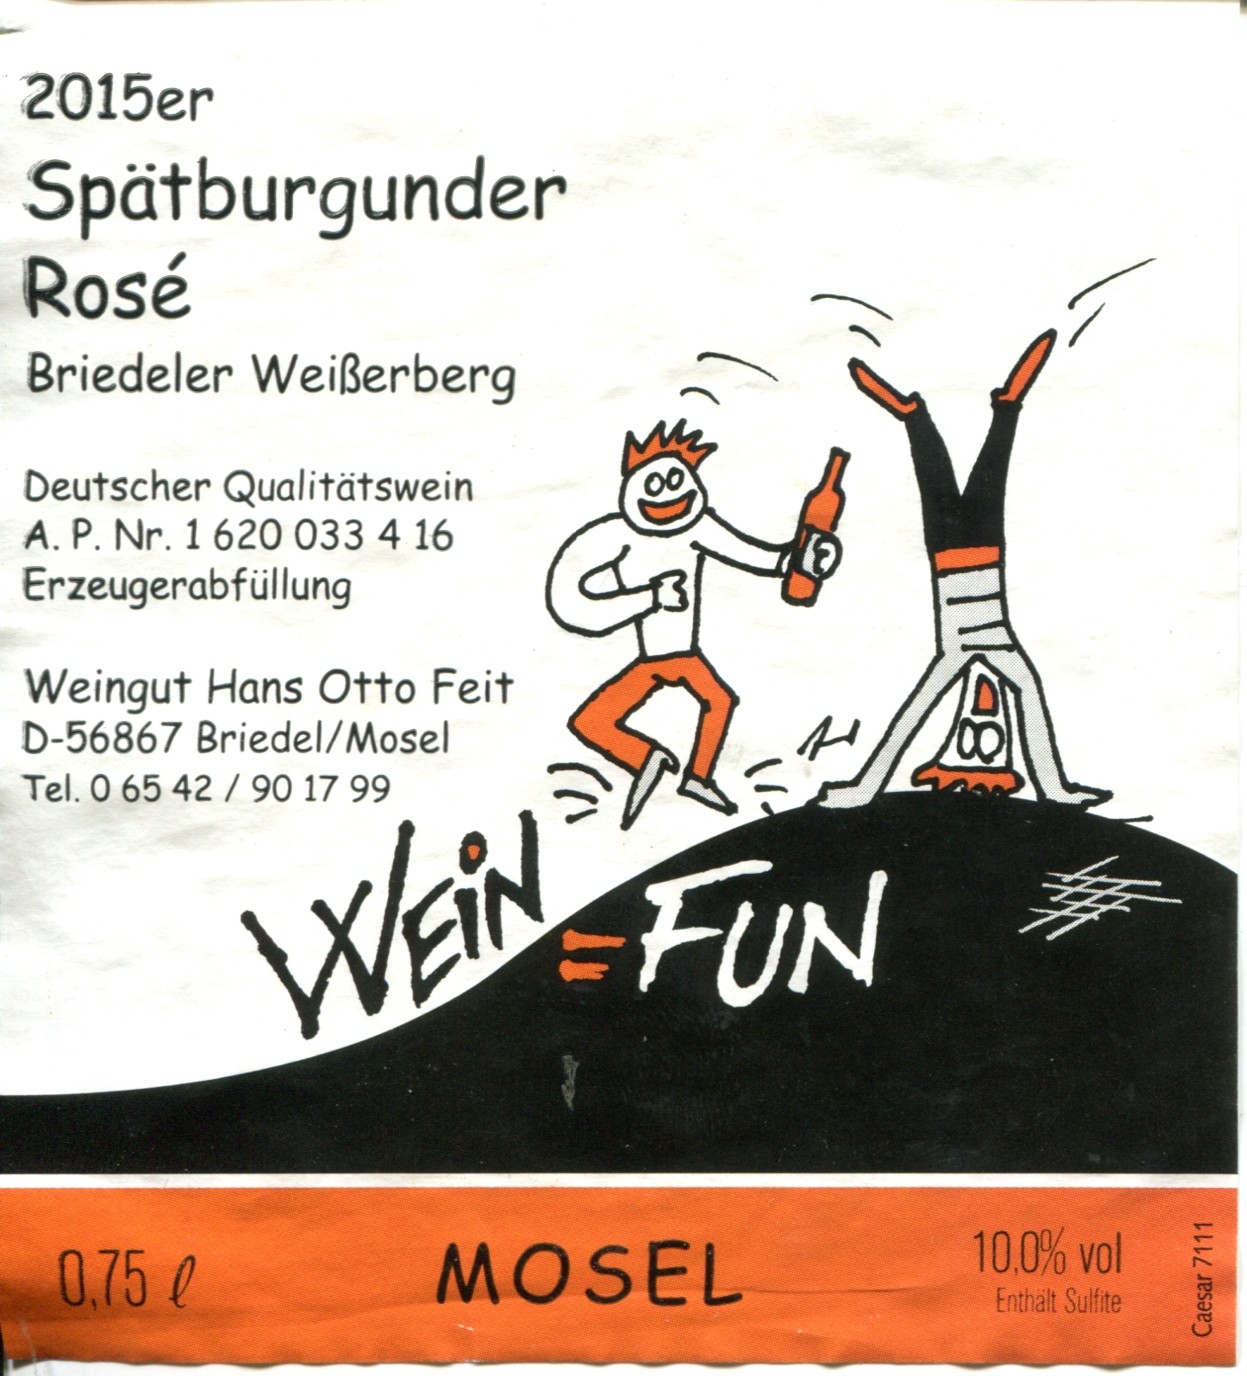 2015er
Spätburgunder
Rosé
Briedeler Weißerberg
Deutscher Qualitätswein
A. P. Nr. 1 620 033 4 16
Erzeugerabfüllung
Weingut Hans Otto Feit
D-56867 Briedel/Mosel
Tel. 0 65 42 / 90 17 99
WEiN
=FUN
0,75 ℓ
MOSEL
10,0% vol
Enthält Sulfite
Caesar 7111